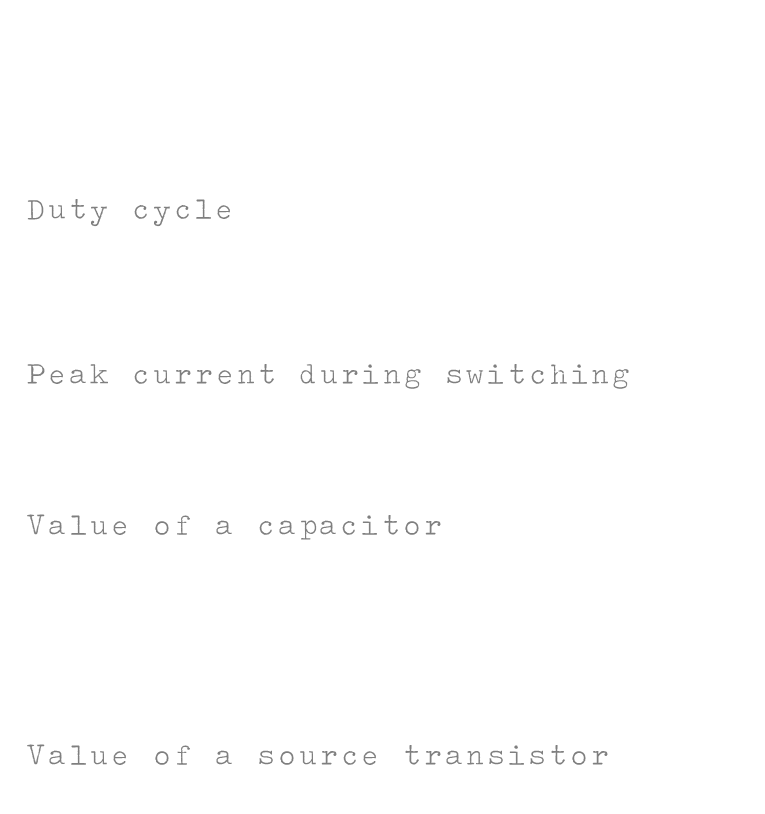 Duty cycle
Peak current during switching
Value of a capacitor
Value of a source transistor